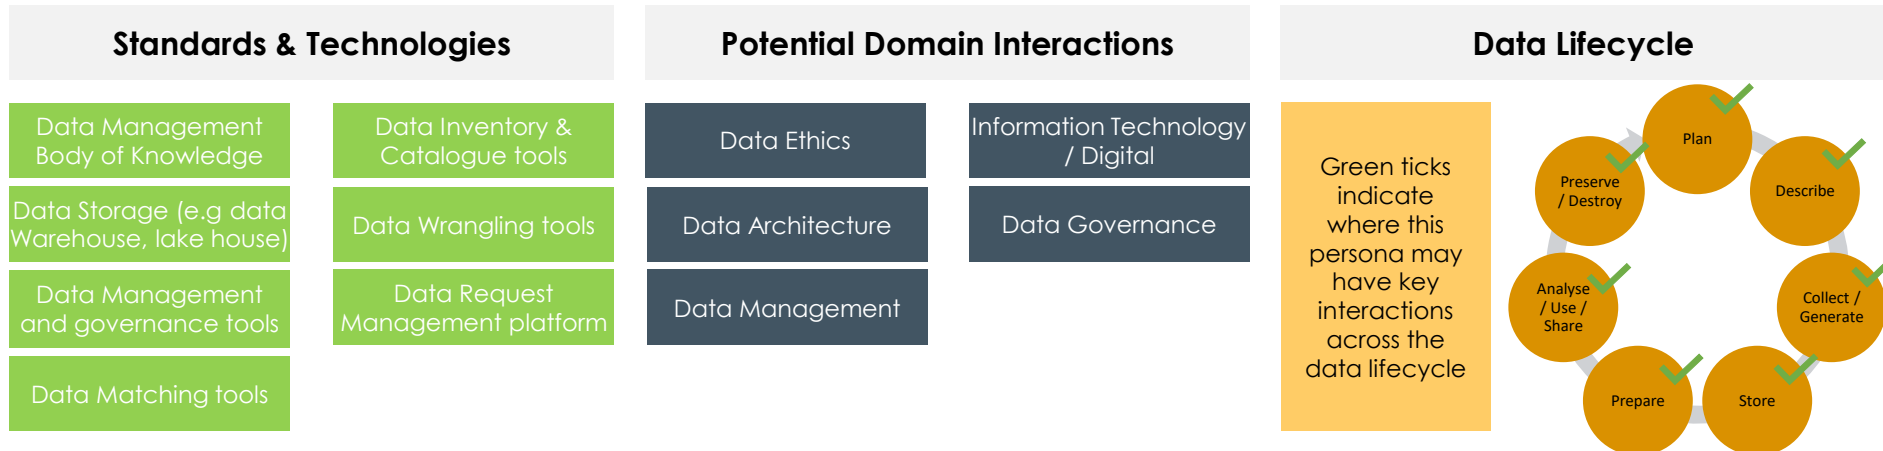 Standards & Technologies
Data Management
Body of Knowledge
Data Inventory &
Catalogue tools
Data Storage (e.g data
Warehouse, lake house)
Data Wrangling tools
Data Management
and governance tools
Data Request
Management platform
Data Matching tools
Potential Domain Interactions
Data Ethics
Information Technology
/ Digital
Data Architecture
Data Governance
Data Management
Data Lifecycle
Green ticks
indicate
where this
persona may
have key
interactions
across the
data lifecycle
Plan
Describe
Collect /
Generate
Store
Prepare
Analyse
/ Use /
Share
Preserve
/ Destroy